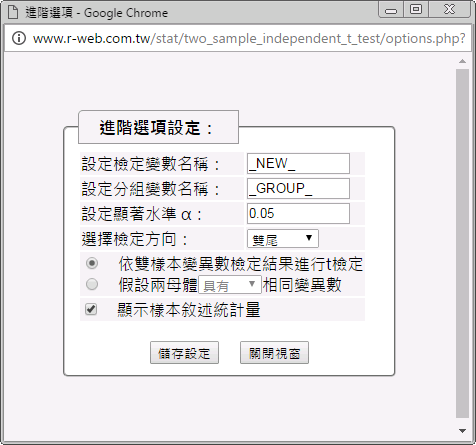 進階選項 - Google Chrome
www.r-web.com.tw/stat/two_sample_independent_t_test/options.php?
進階選項設定：
設定檢定變數名稱： _NEW_
設定分組變數名稱： _GROUP_
設定顯著水準 α： 0.05
選擇檢定方向： 雙尾
依雙樣本變異數檢定結果進行t檢定
假設兩母體 具有 相同變異數
顯示樣本敘述統計量
儲存設定 關閉視窗